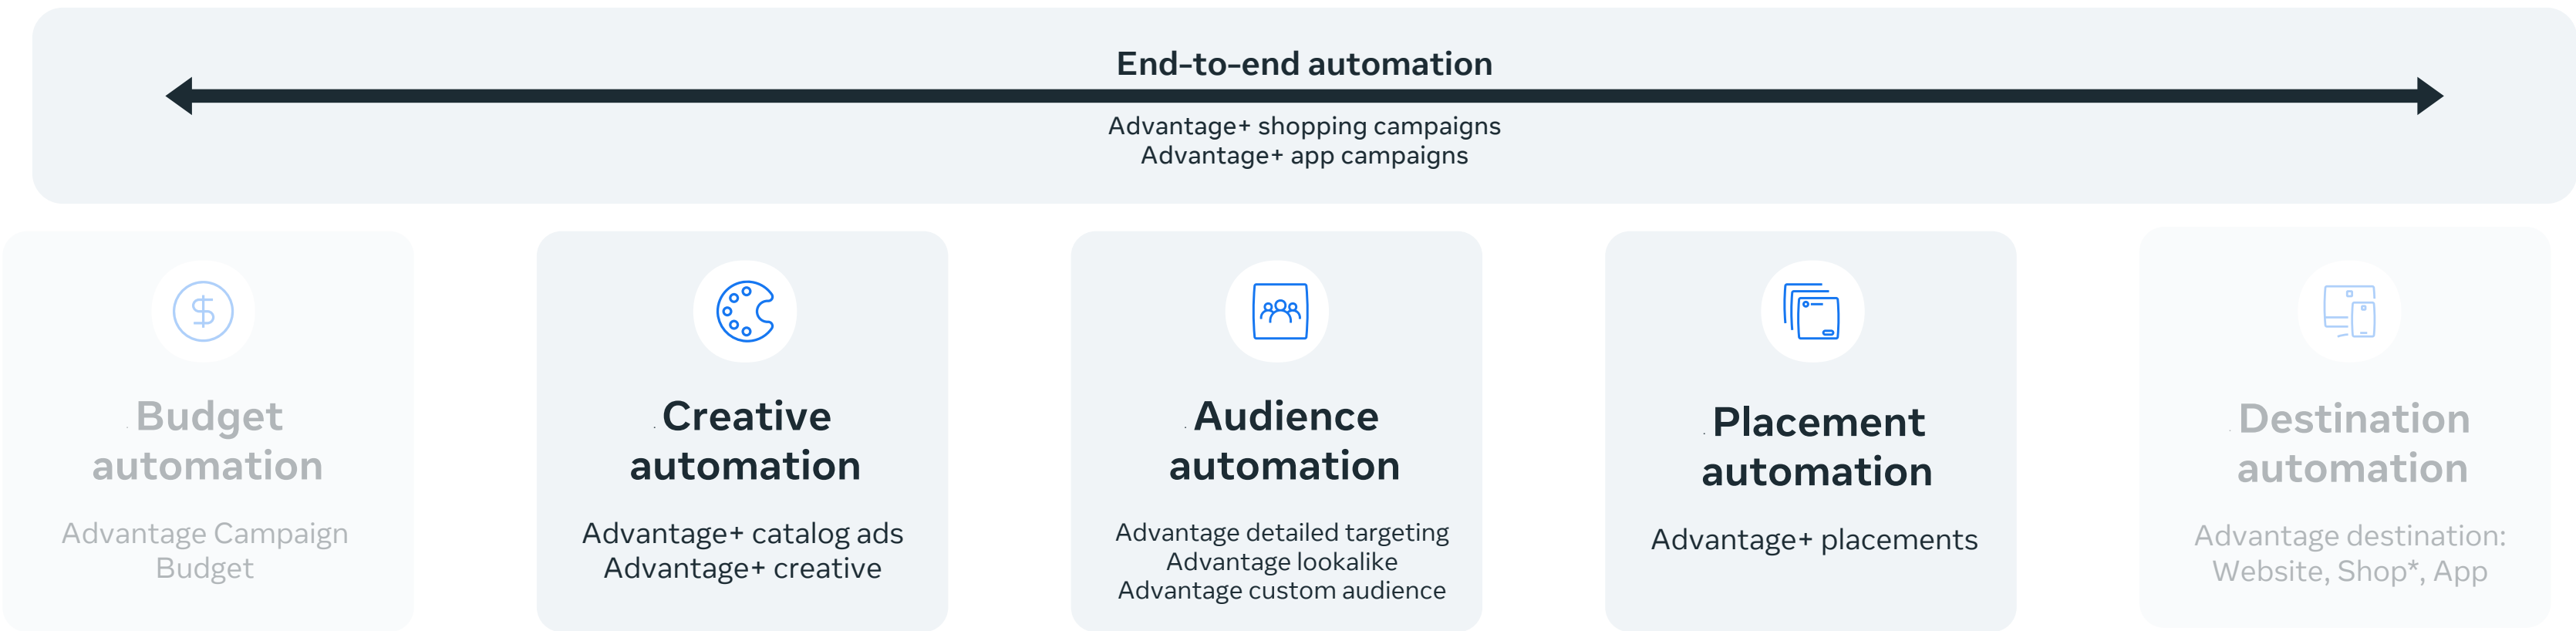 End-to-end automation
Advantage+ shopping campaigns
Advantage+ app campaigns
Budget
automation
Advantage Campaign
Budget
Creative
automation
Advantage+ catalog ads
Advantage+ creative
Audience
automation
Advantage detailed targeting
Advantage lookalike
Advantage custom audience
Placement
automation
Advantage+ placements
Destination
automation
Advantage destination:
Website, Shop*, App